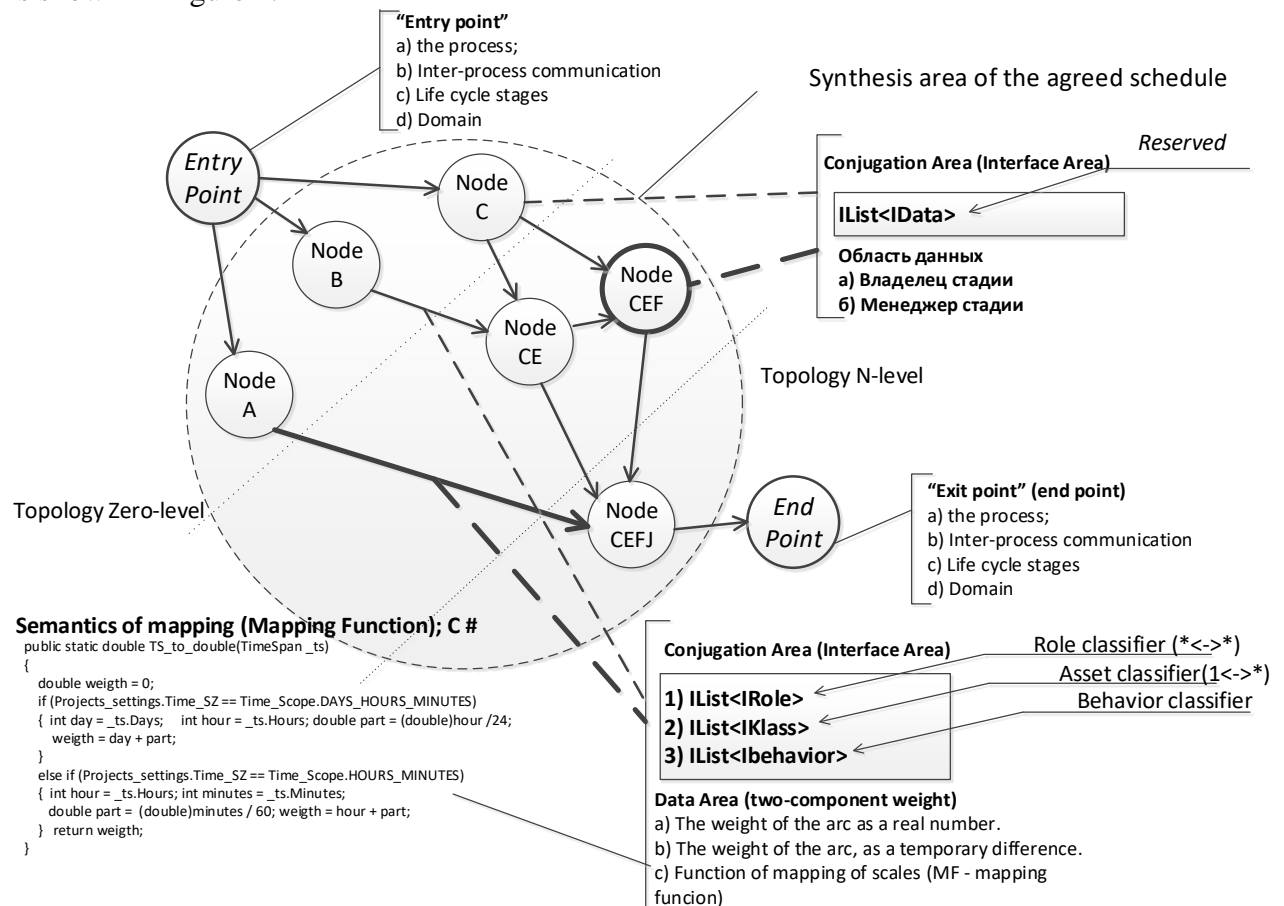 “Entry point”
a) the process;
b) Inter-process communication
c) Life cycle stages
d) Domain
Synthesis area of the agreed schedule
Entry
Point
Node
C
Node
B
Node
CEF
Node
CE
Node
A
Node
CEFJ
End
Point
Reserved
Conjugation Area (Interface Area)
IList<IData>
Область данных
а) Владелец стадии
б) Менеджер стадии
Topology N-level
Topology Zero-level
“Exit point” (end point)
a) the process;
b) Inter-process communication
c) Life cycle stages
d) Domain
Semantics of mapping (Mapping Function); C #
public static double TS_to_double(TimeSpan _ts)
{
double weigth = 0;
if (Projects_settings.Time_SZ == Time_Scope.DAYS_HOURS_MINUTES)
{ int day = _ts.Days; int hour = _ts.Hours; double part = (double)hour /24;
weigth = day + part;
}
else if (Projects_settings.Time_SZ == Time_Scope.HOURS_MINUTES)
{ int hour = _ts.Hours; int minutes = _ts.Minutes;
double part = (double)minutes / 60; weigth = hour + part;
} return weigth;
}
Conjugation Area (Interface Area)
Role classifier (*<->*)
Asset classifier(1<->*)
Behavior classifier
1) IList<IRole>
2) IList<IKlass>
3) IList<Ibehavior>
Data Area (two-component weight)
a) The weight of the arc as a real number.
b) The weight of the arc, as a temporary difference.
c) Function of mapping of scales (MF - mapping
funcion)